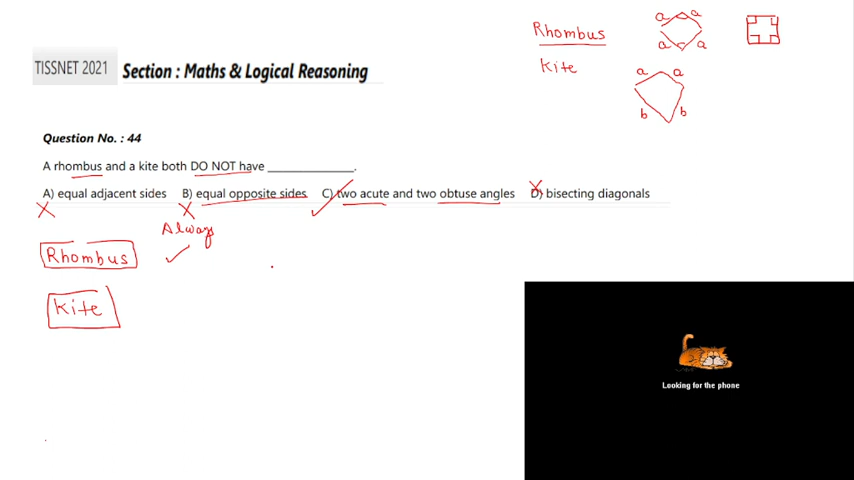 Rhombus a a
a a
Kite a a
b b
TISSNET 2021 Section : Maths & Logical Reasoning
Question No. : 44
A rhombus and a kite both DO NOT have _______________.
A) equal adjacent sides B) equal opposite sides C) two acute and two obtuse angles D) bisecting diagonals
Always
Rhombus
Kite
Looking for the phone